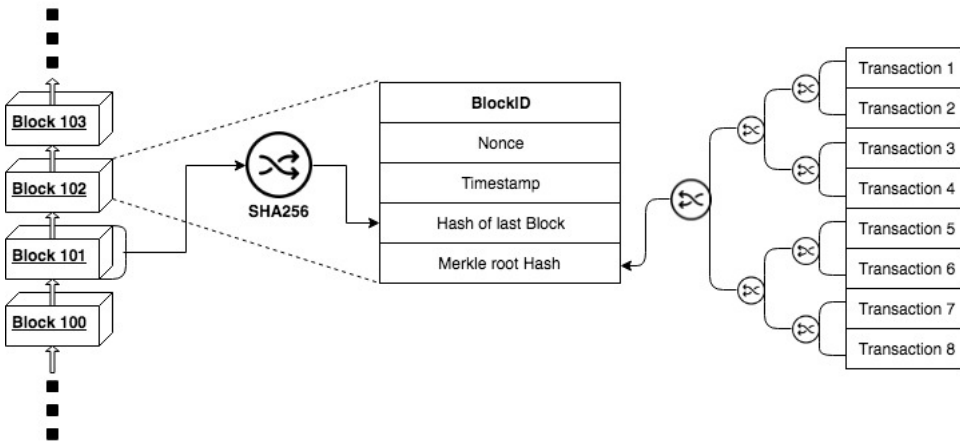 Block 103
Block 102
Block 101
Block 100
SHA256
BlockID
Nonce
Timestamp
Hash of last Block
Merkle root Hash
Transaction 1
Transaction 2
Transaction 3
Transaction 4
Transaction 5
Transaction 6
Transaction 7
Transaction 8